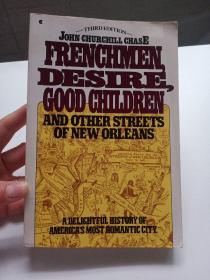 THIRD EDITION
JOHN CHURCHILL CHASE
FRENCHMEN,
DESIRE,
GOOD CHILDREN
AND OTHER STREETS
OF NEW ORLEANS
A DELIGHTFUL HISTORY OF
AMERICA'S MOST ROMANTIC CITY.